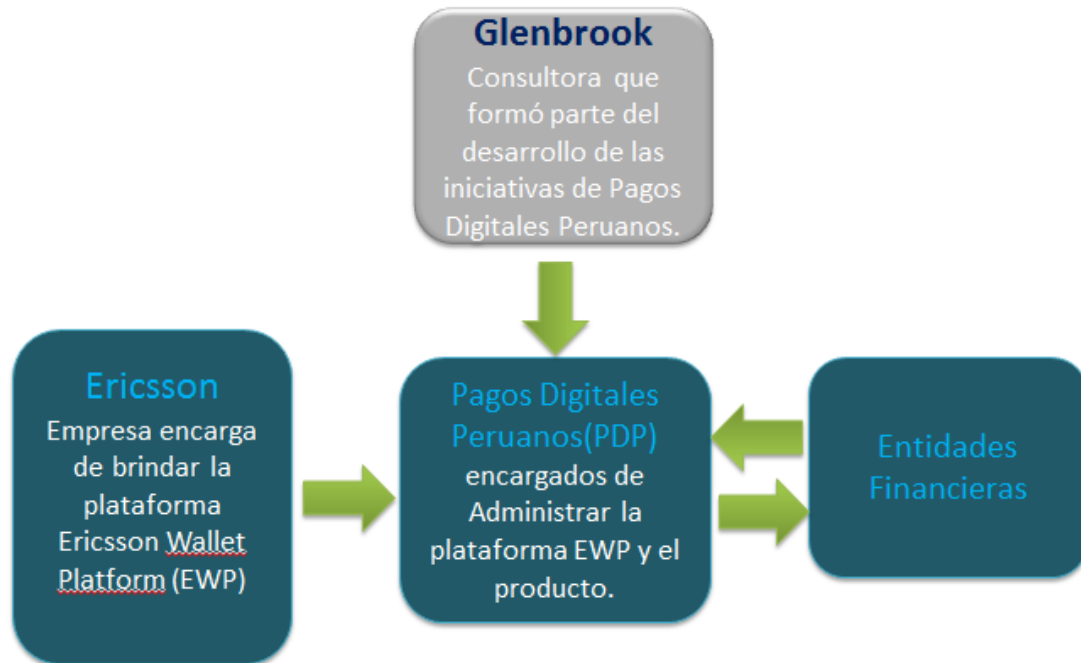 Glenbrook
Consultora que
formó parte del
desarrollo de las
iniciativas de Pagos
Digitales Peruanos.
Ericsson
Empresa encarga
de brindar la
plataforma
Ericsson Wallet
Platform (EWP)
Pagos Digitales
Peruanos(PDP)
encargados de
Administrar la
plataforma EWP y el
producto.
Entidades
Financieras